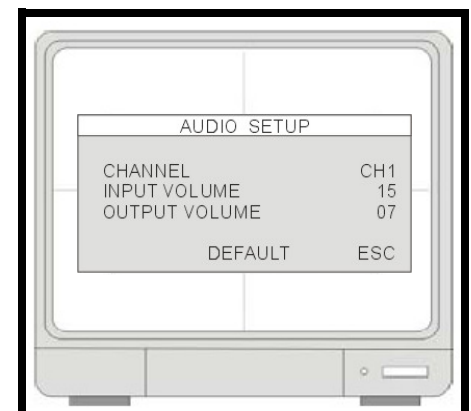 AUDIO SETUP
CHANNEL CH1
INPUT VOLUME 15
OUTPUT VOLUME 07
DEFAULT ESC